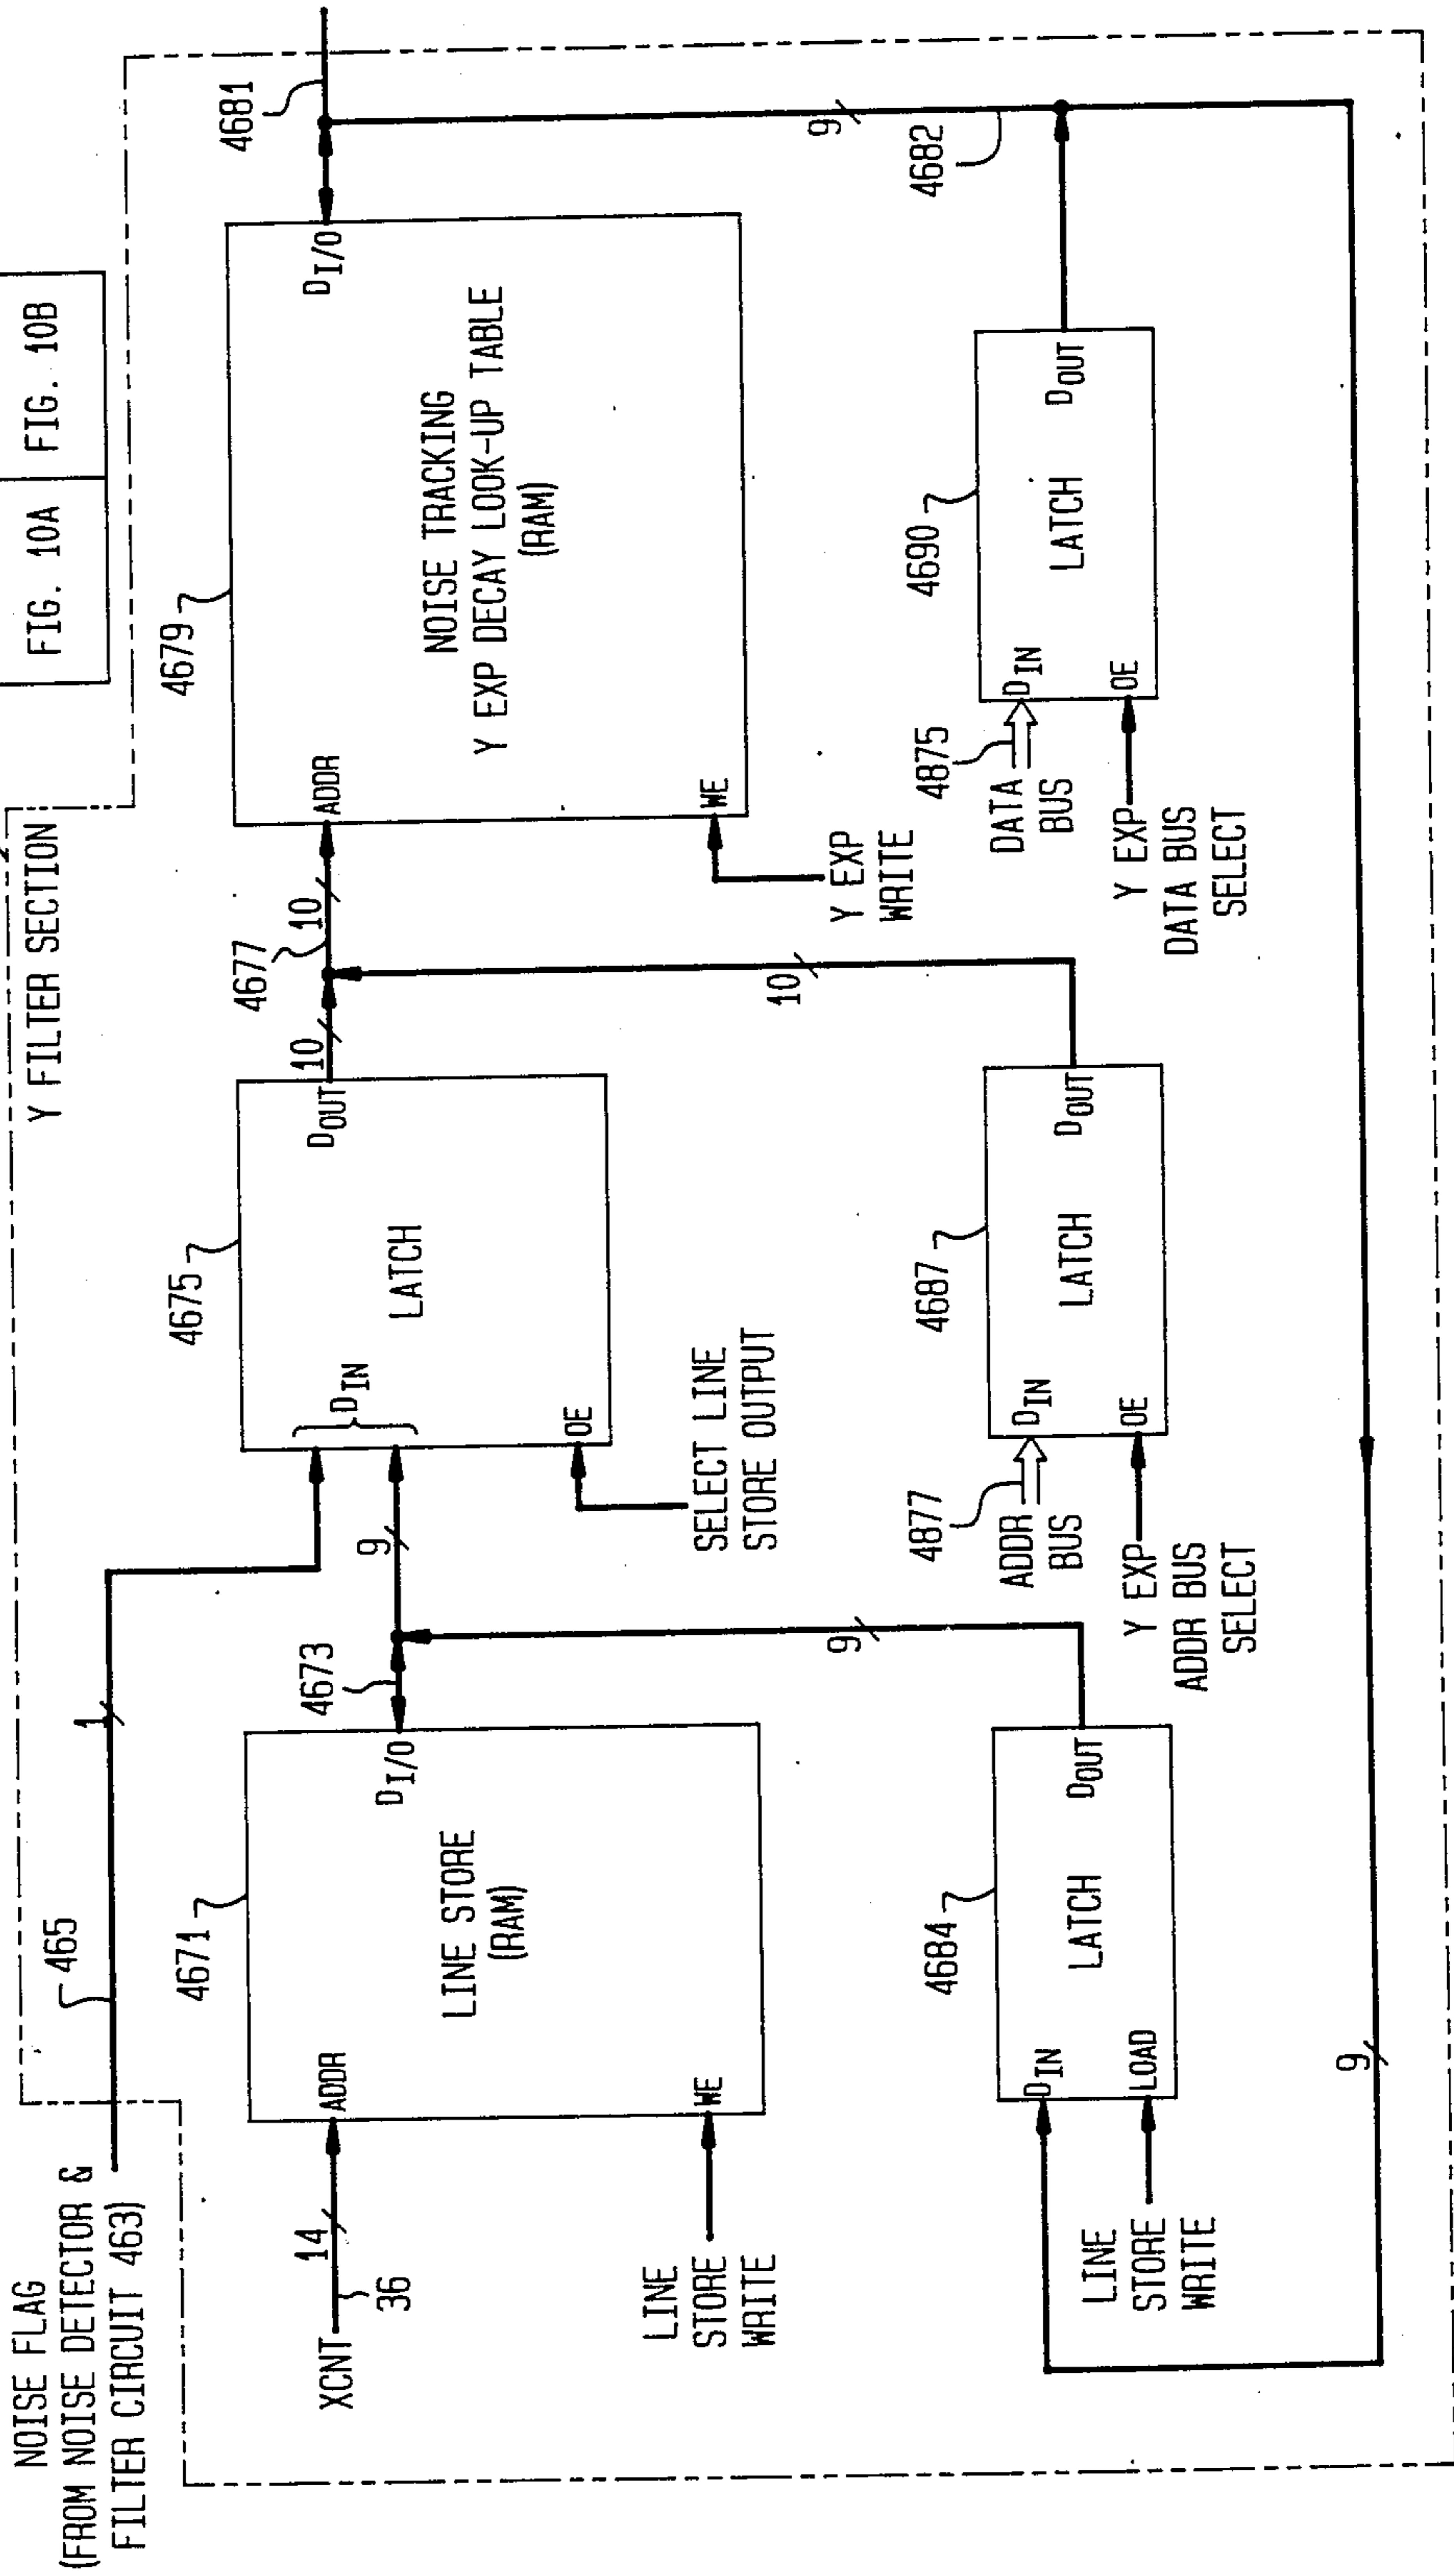 FIG. 10A
FIG. 10B
NOISE FLAG
(FROM NOISE DETECTOR &
FILTER CIRCUIT 463)
465
1
Y FILTER SECTION
4671
XCNT
14
36
ADDR
LINE STORE
(RAM)
D I/O
WE
LINE
STORE
WRITE
4673
9
9
4675
D IN
LATCH
D OUT
OE
SELECT LINE
STORE OUTPUT
10
4677
10
10
4679
ADDR
NOISE TRACKING
Y EXP DECAY LOOK-UP TABLE
(RAM)
D I/O
WE
Y EXP
WRITE
4681
9
4682
4684
D IN
LATCH
D OUT
LOAD
LINE
STORE
WRITE
4687
4877
ADDR
BUS
D IN
LATCH
D OUT
OE
Y EXP
ADDR BUS
SELECT
4690
4875
DATA
BUS
D IN
LATCH
D OUT
OE
Y EXP
DATA BUS
SELECT
9